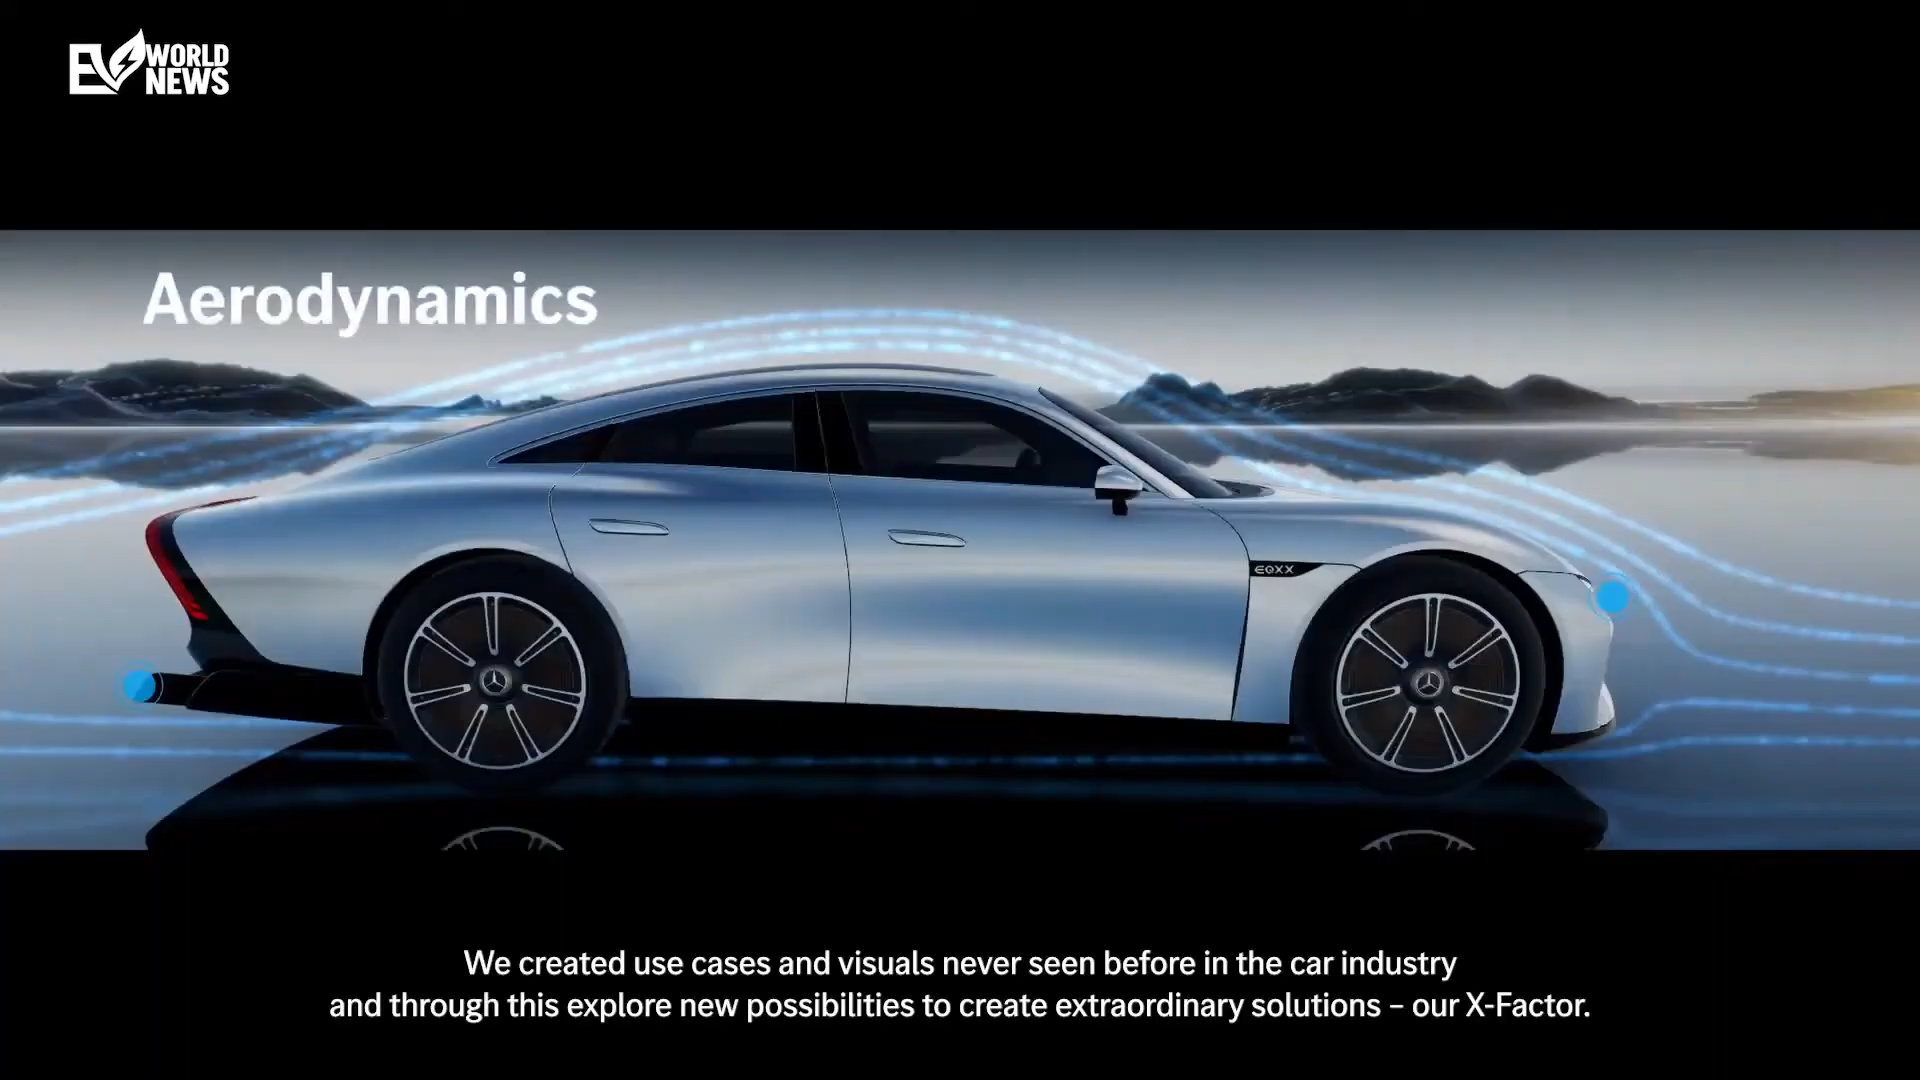 EV WORLD
NEWS
Aerodynamics
EQXX
We created use cases and visuals never seen before in the car industry
and through this explore new possibilities to create extraordinary solutions – our X-Factor.